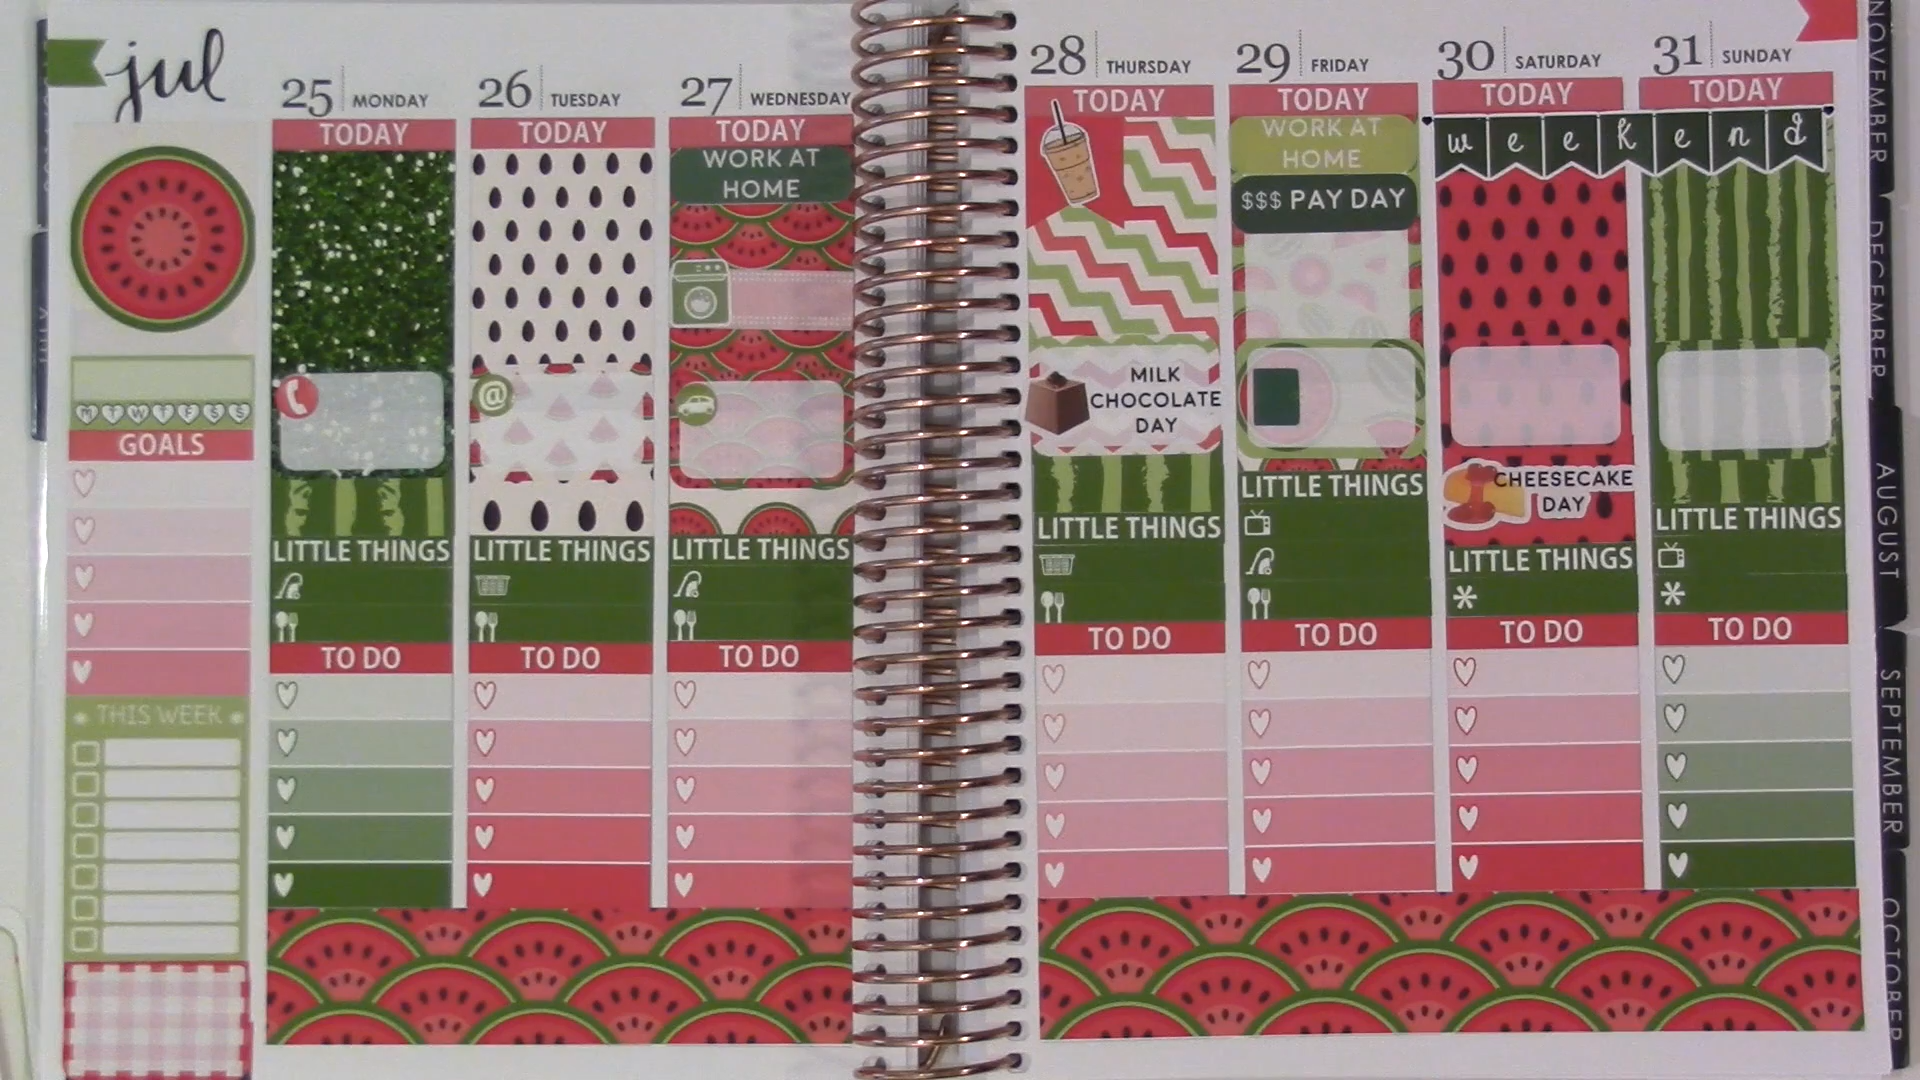 jul
25 MONDAY
26 TUESDAY
27 WEDNESDAY
28 THURSDAY
29 FRIDAY
30 SATURDAY
31 SUNDAY
M T W T F S S
GOALS
THIS WEEK
TODAY
LITTLE THINGS
TO DO
TODAY
@
LITTLE THINGS
TO DO
TODAY
WORK AT
HOME
LITTLE THINGS
TO DO
TODAY
MILK
CHOCOLATE
DAY
LITTLE THINGS
TO DO
TODAY
WORK AT
HOME
$$$ PAY DAY
LITTLE THINGS
TO DO
TODAY
weekend
CHEESECAKE
DAY
LITTLE THINGS
*
TO DO
TODAY
LITTLE THINGS
*
TO DO
NOVEMBER
DECEMBER
AUGUST
SEPTEMBER
OCTOBER